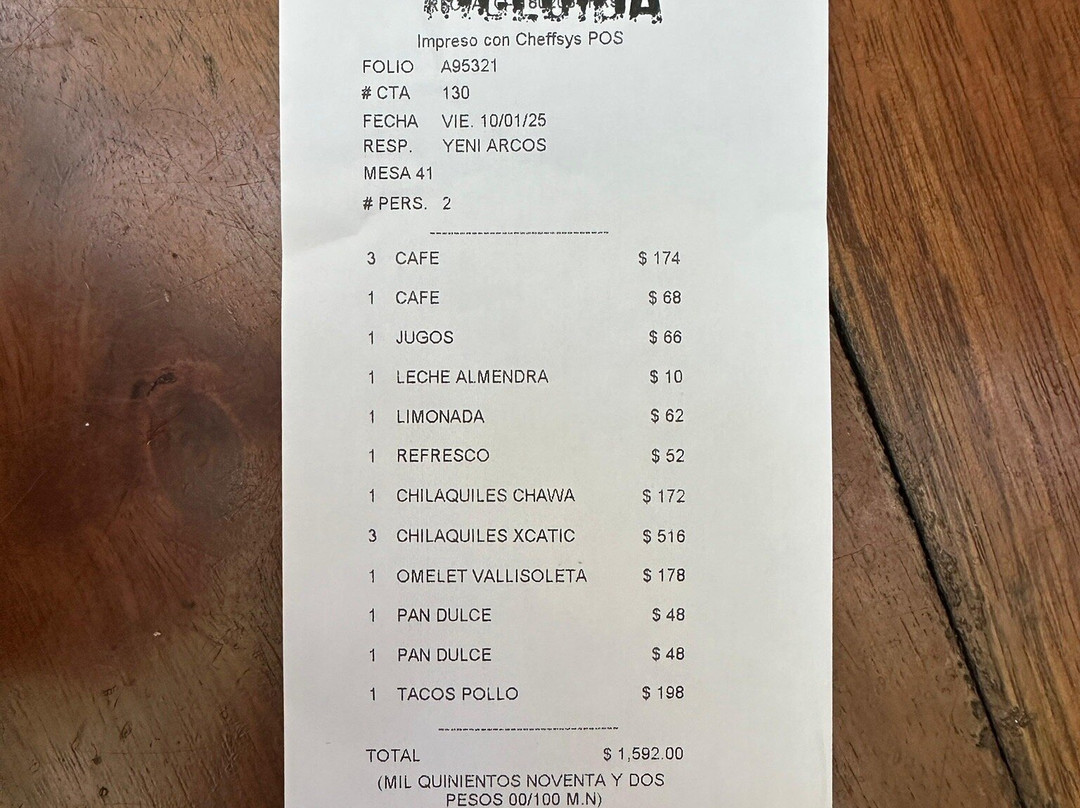 Impreso con Cheffsys POS
FOLIO A95321
# CTA 130
FECHA VIE. 10/01/25
RESP. YENI ARCOS
MESA 41
# PERS. 2
3 CAFE $ 174
1 CAFE $ 68
1 JUGOS $ 66
1 LECHE ALMENDRA $ 10
1 LIMONADA $ 62
1 REFRESCO $ 52
1 CHILAQUILES CHAWA $ 172
3 CHILAQUILES XCATIC $ 516
1 OMELET VALLISOLETA $ 178
1 PAN DULCE $ 48
1 PAN DULCE $ 48
1 TACOS POLLO $ 198
TOTAL $ 1,592.00
(MIL QUINIENTOS NOVENTA Y DOS
PESOS 00/100 M.N)